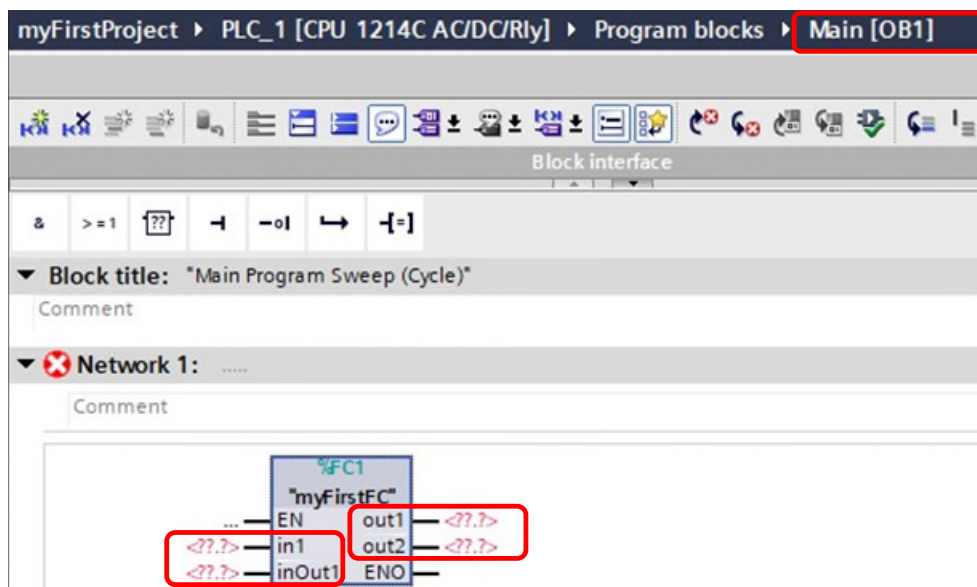 myFirstProject ▸ PLC_1 [CPU 1214C AC/DC/Rly] ▸ Program blocks ▸ Main [OB1]
Block interface
& >=1 ??
Block title: "Main Program Sweep (Cycle)"
Comment
Network 1: .....
Comment
%FC1
"myFirstFC"
... EN out1 <??.?>
<??.?> in1 out2 <??.?>
<??.?> inOut1 ENO